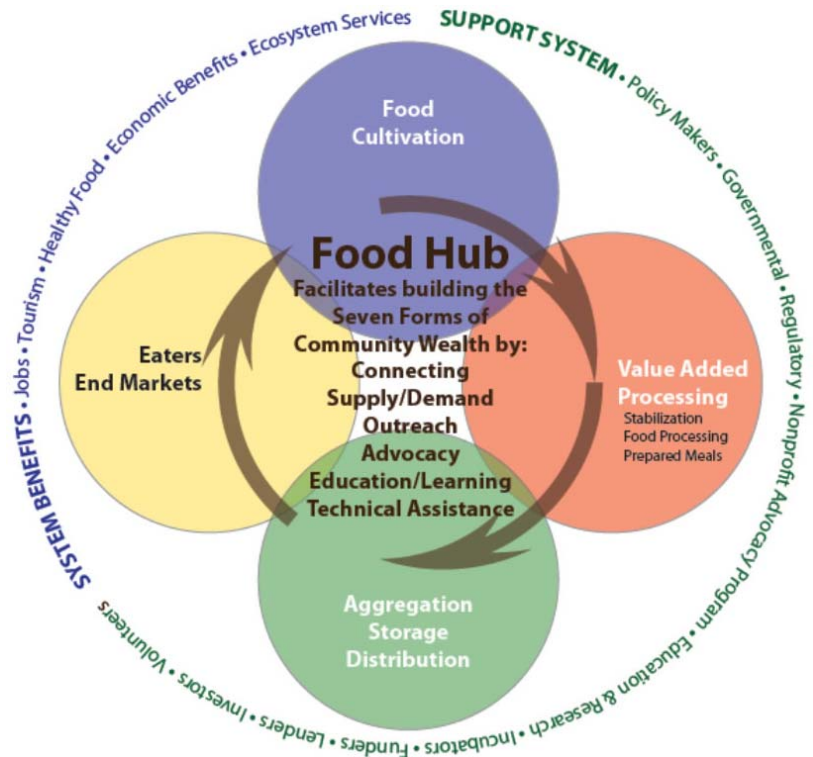 SYSTEM BENEFITS • Jobs • Tourism • Healthy Food • Economic Benefits • Ecosystem Services
SUPPORT SYSTEM • Policy Makers • Governmental • Regulatory • Nonprofit Advocacy Program • Education & Research • Incubators • Funders • Lenders • Investors • Volunteers
Food
Cultivation
Food Hub
Facilitates building the
Seven Forms of
Community Wealth by:
Connecting
Supply/Demand
Outreach
Advocacy
Education/Learning
Technical Assistance
Eaters
End Markets
Value Added
Processing
Stabilization
Food Processing
Prepared Meals
Aggregation
Storage
Distribution